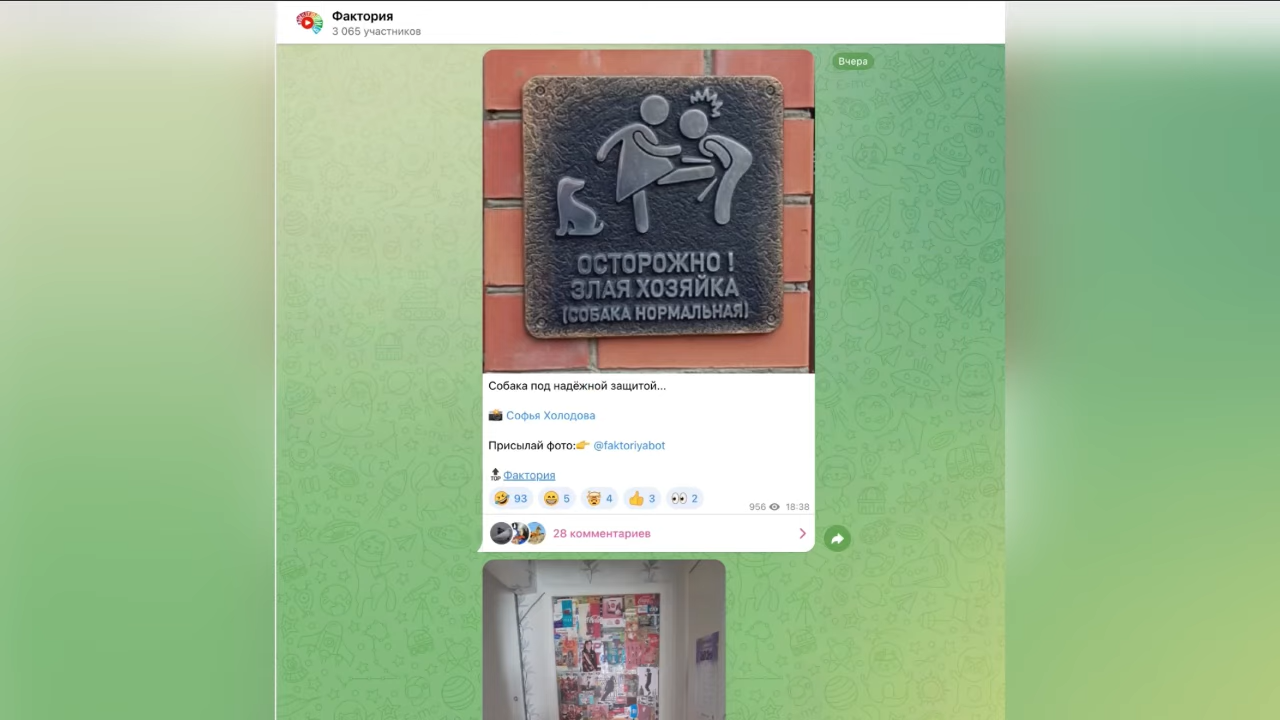 Фактория
3 065 участников
Вчера
ОСТОРОЖНО !
ЗЛАЯ ХОЗЯЙКА
(СОБАКА НОРМАЛЬНАЯ)
Собака под надёжной защитой...
📸 Софья Холодова
Присылай фото:👉 @faktoriyabot
🔝 Фактория
🤣 93 😁 5 🤯 4 👍 3 👀 2
956 18:38
28 комментариев